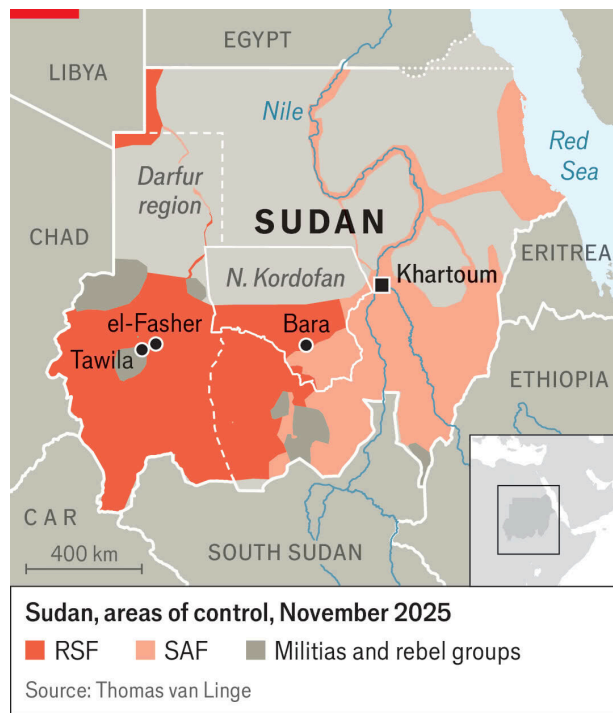 EGYPT
LIBYA
Nile
Red
Sea
Darfur
region
SUDAN
CHAD
ERITREA
N. Kordofan
Khartoum
el-Fasher
Bara
Tawila
ETHIOPIA
CAR
400 km
SOUTH SUDAN
Sudan, areas of control, November 2025
RSF SAF Militias and rebel groups
Source: Thomas van Linge